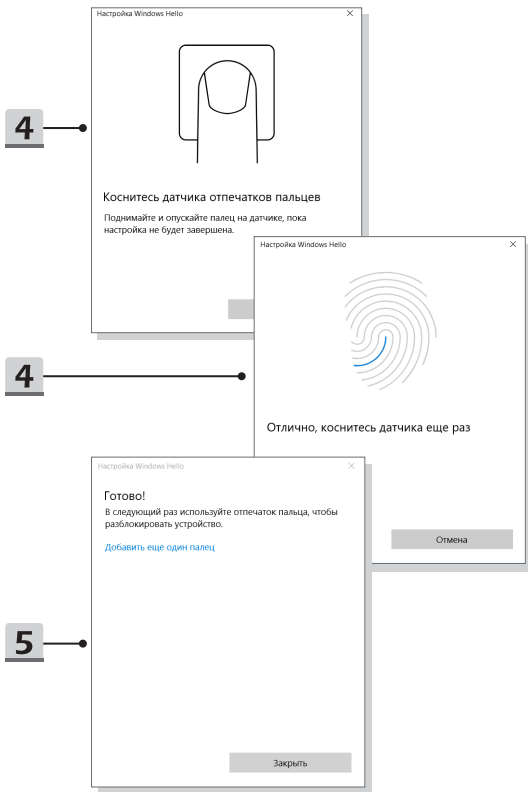 Настройка Windows Hello
4
Коснитесь датчика отпечатков пальцев
Поднимайте и опускайте палец на датчике, пока
настройка не будет завершена.
Настройка Windows Hello
4
Отлично, коснитесь датчика еще раз
Отмена
Настройка Windows Hello
Готово!
В следующий раз используйте отпечаток пальца, чтобы
разблокировать устройство.
Добавить еще один палец
5
Закрыть